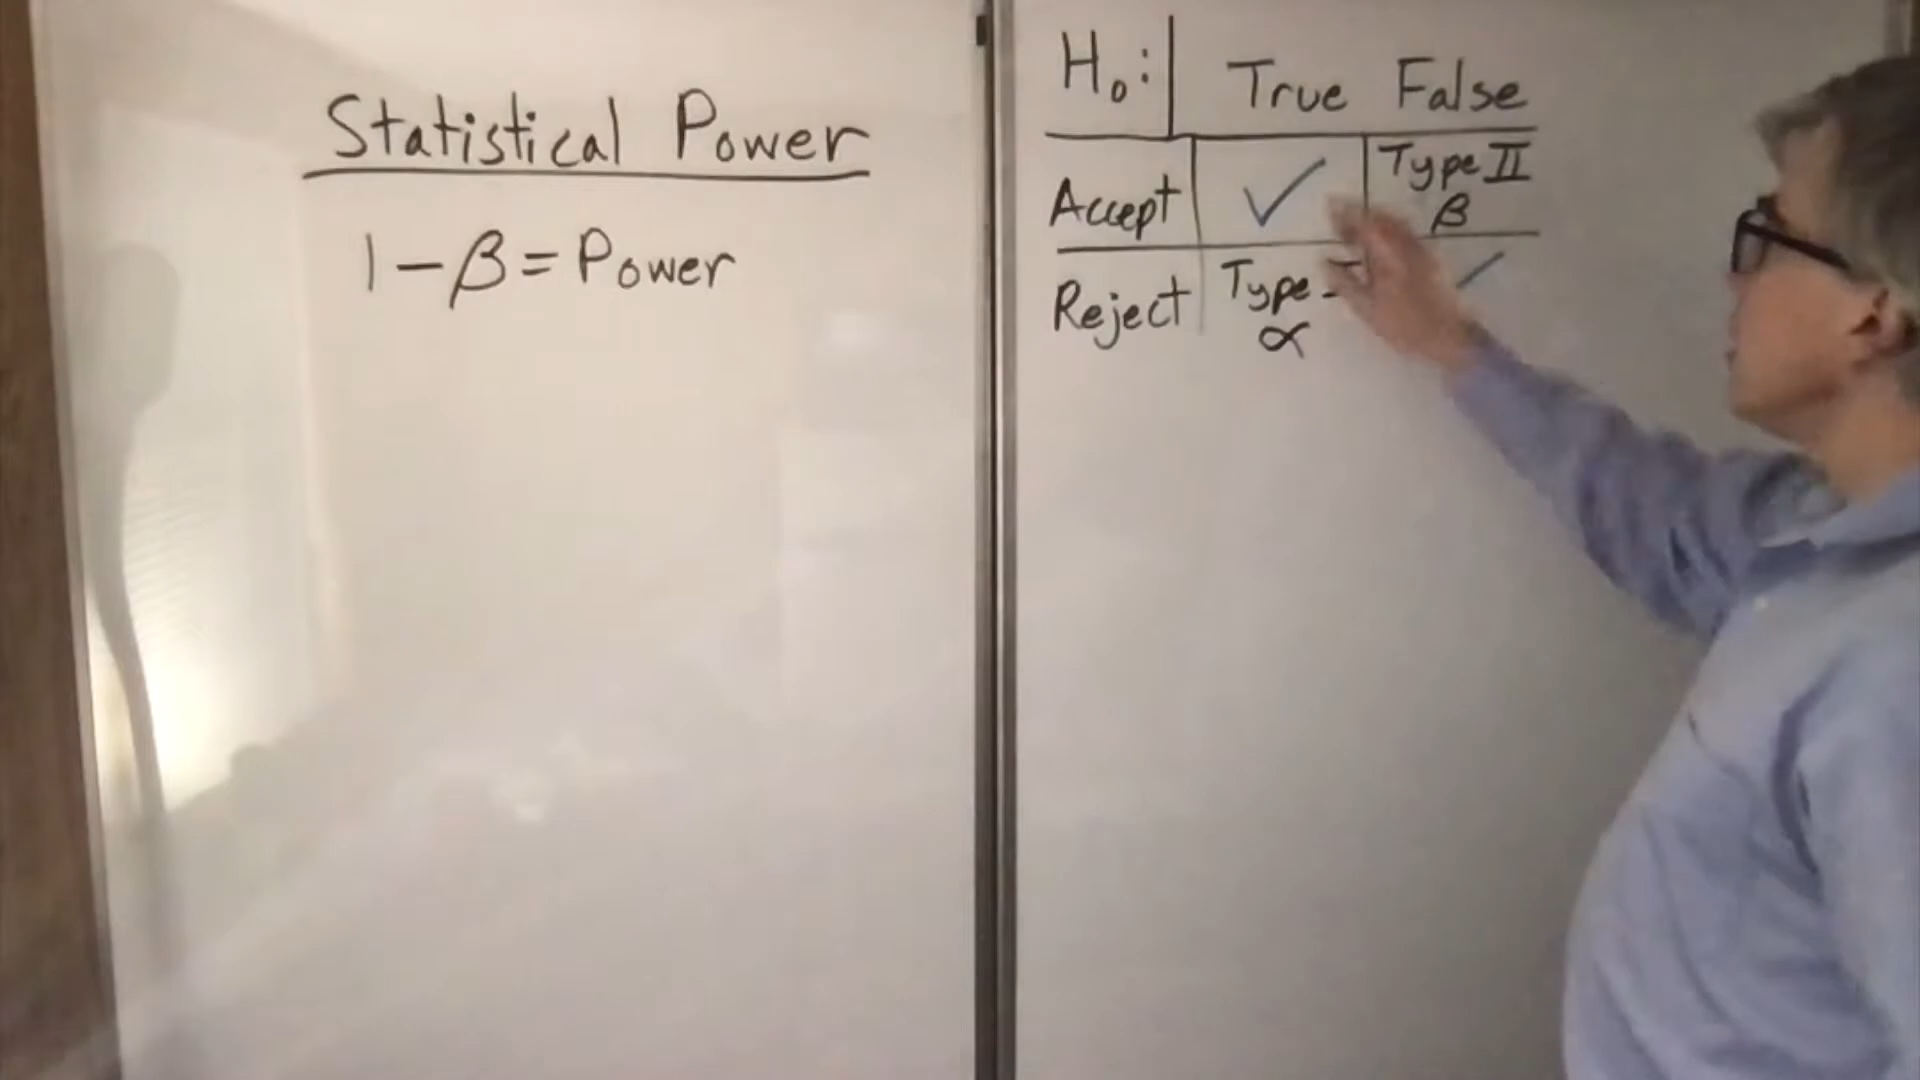 Statistical Power
1 - β = Power
H₀: True False
Accept ✓ Type II
β
Reject Type I ✓
α